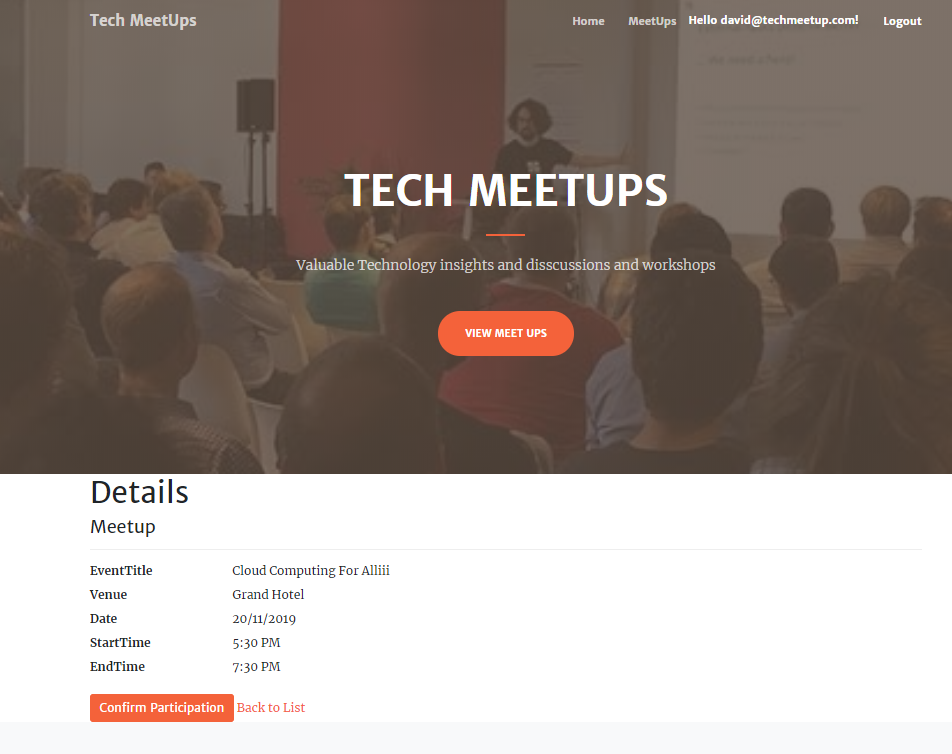 Tech MeetUps
Home MeetUps Hello david@techmeetup.com! Logout
TECH MEETUPS
Valuable Technology insights and disscussions and workshops
VIEW MEET UPS
Details
Meetup
EventTitle Cloud Computing For Alliii
Venue Grand Hotel
Date 20/11/2019
StartTime 5:30 PM
EndTime 7:30 PM
Confirm Participation Back to List